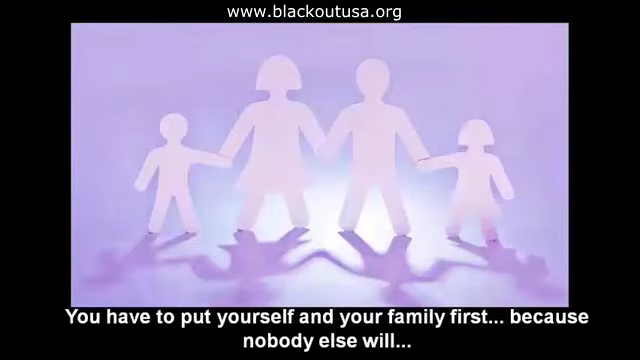 www.blackoutusa.org
You have to put yourself and your family first... because
nobody else will...